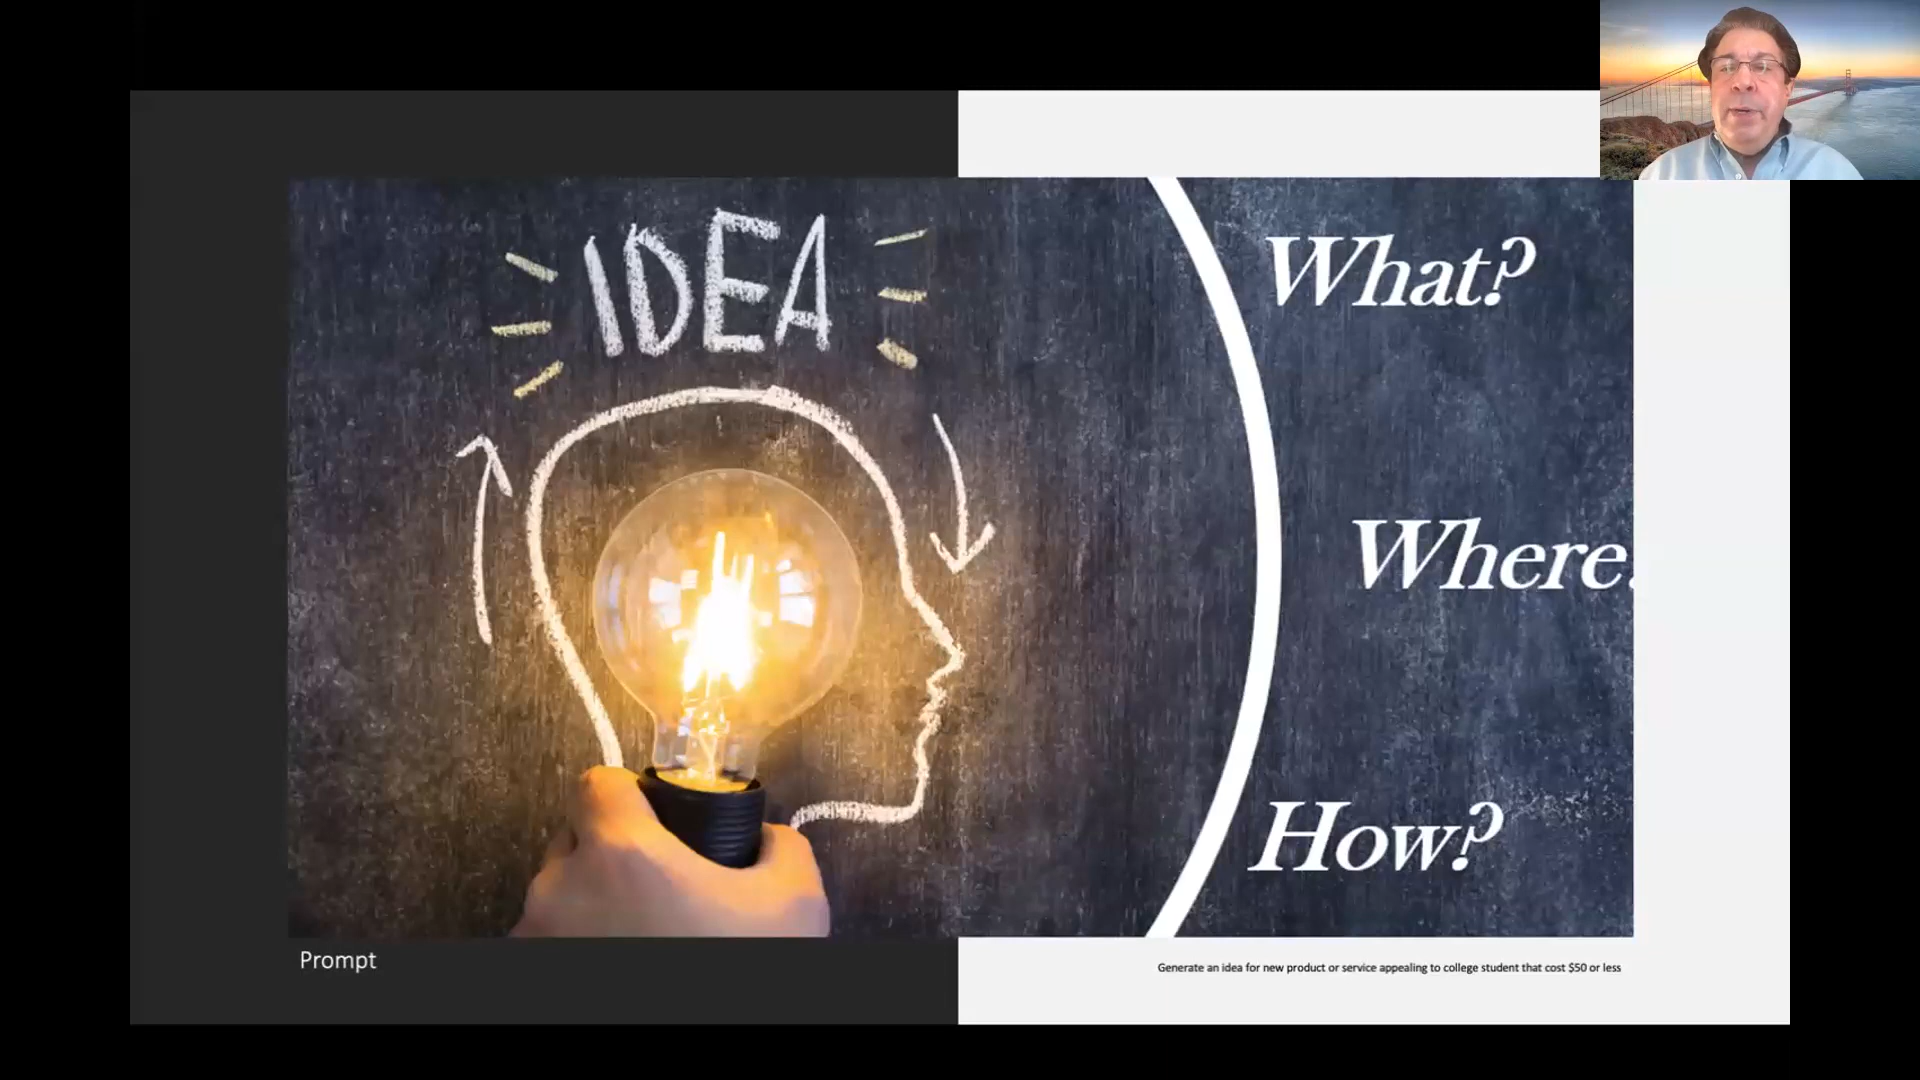 IDEA
What?
Where?
How?
Prompt
Generate an idea for new product or service appealing to college student that cost $50 or less